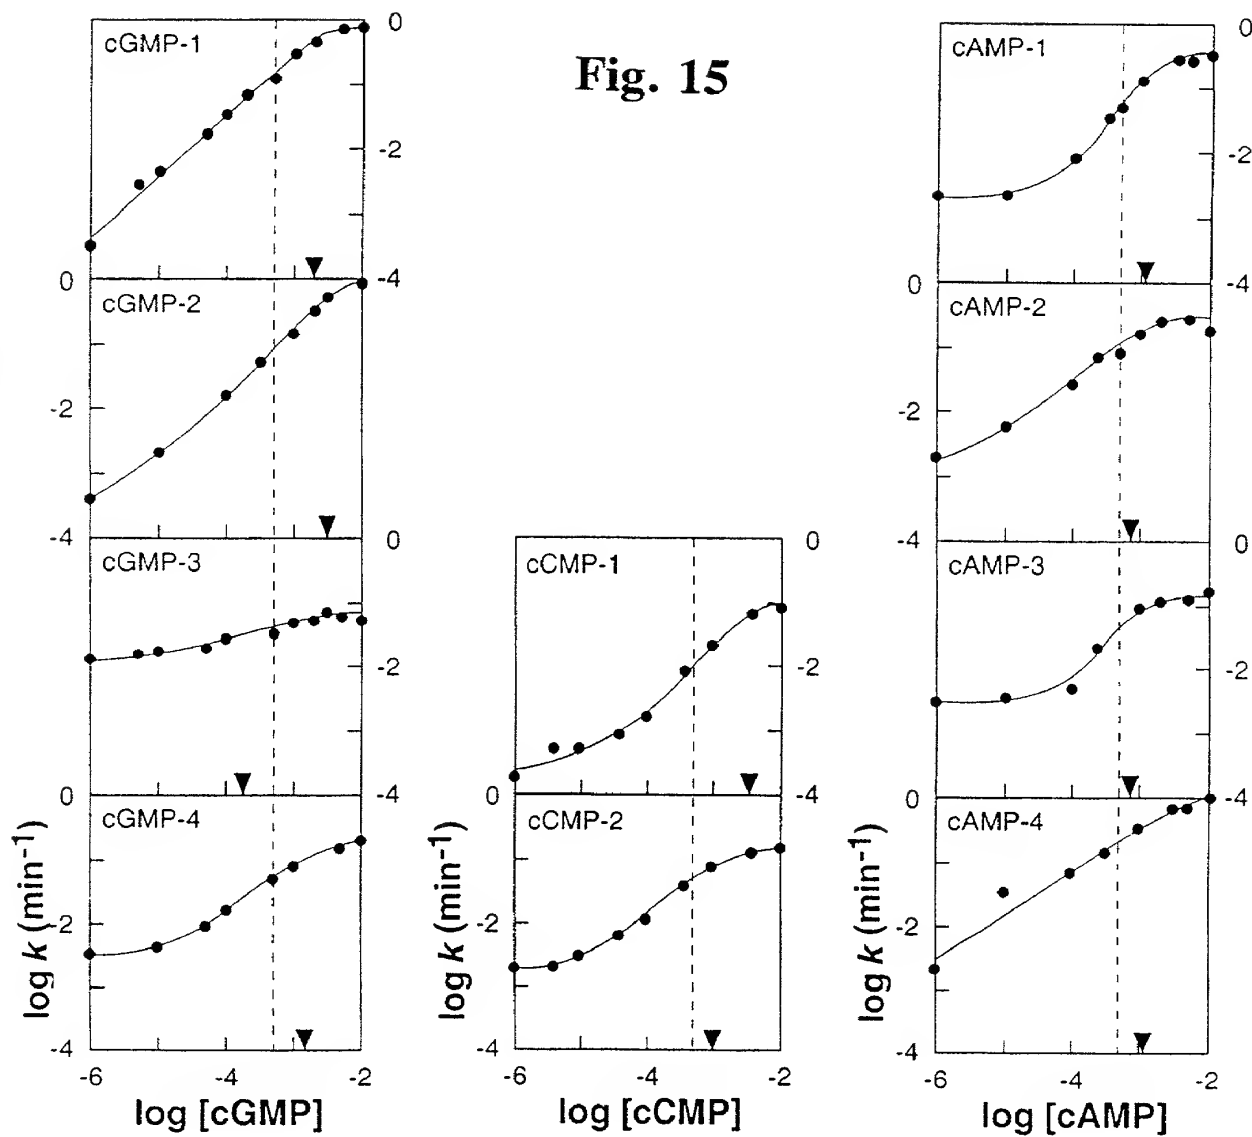 Fig. 15
cGMP-1
0
-2
-4
0
cGMP-2
-2
-4
cGMP-3
0
-2
-4
0
cGMP-4
-2
-4
-6
-4
-2
log k (min⁻¹)
log [cGMP]
cCMP-1
0
-2
-4
0
cCMP-2
-2
-4
-6
-4
-2
log k (min⁻¹)
log [cCMP]
cAMP-1
0
-2
-4
0
cAMP-2
-2
-4
cAMP-3
0
-2
-4
0
cAMP-4
-2
-4
-6
-4
-2
log k (min⁻¹)
log [cAMP]